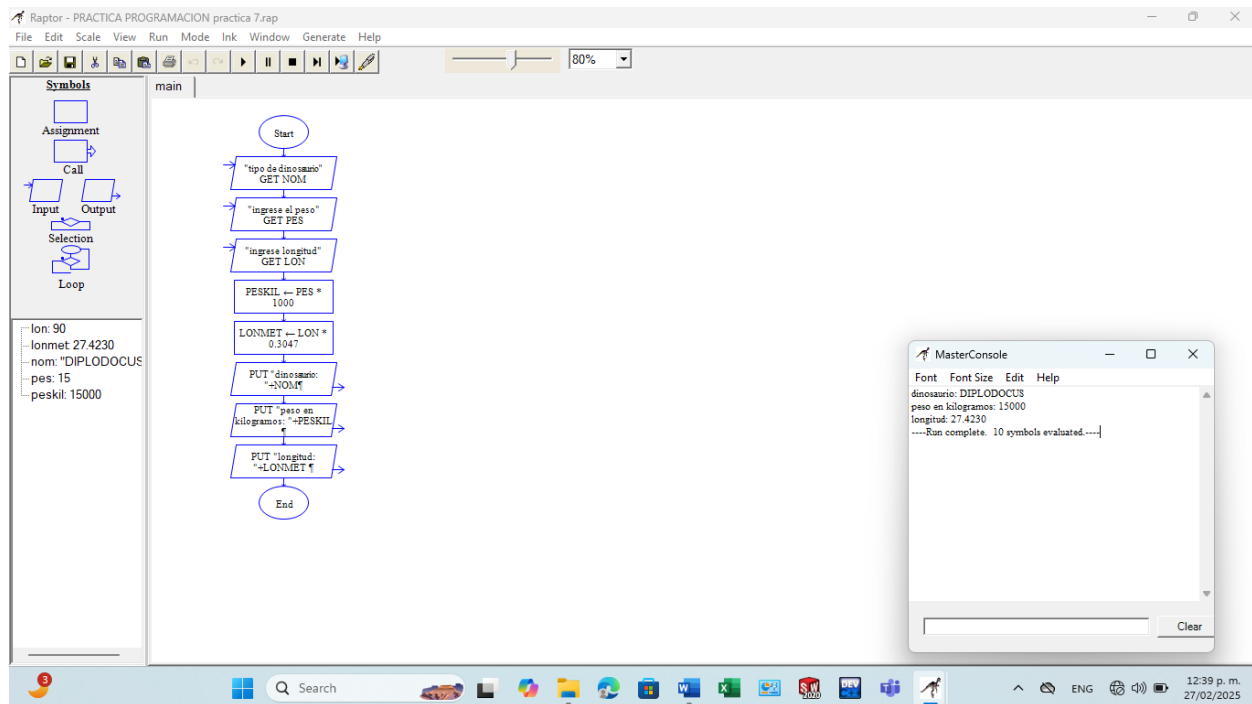 Raptor - PRACTICA PROGRAMACION practica 7.rap
File Edit Scale View Run Mode Ink Window Generate Help
80%
Symbols
main
Assignment
Call
Input Output
Selection
Loop
Start
"tipo de dinosaurio"
GET NOM
"ingrese el peso"
GET PES
"ingrese longitud"
GET LON
PESKIL ← PES *
1000
LONMET ← LON *
0.3047
PUT "dinosaurio:
"+NOM¶
PUT "peso en
kilogramos: "+PESKIL
¶
PUT "longitud:
"+LONMET ¶
End
lon: 90
lonmet: 27.4230
nom: "DIPLODOCUS
pes: 15
peskil: 15000
MasterConsole
Font Font Size Edit Help
dinosaurio: DIPLODOCUS
peso en kilogramos: 15000
longitud: 27.4230
----Run complete. 10 symbols evaluated.----
Clear
3
Search
SW
2020
DEV
ENG
12:39 p. m.
27/02/2025